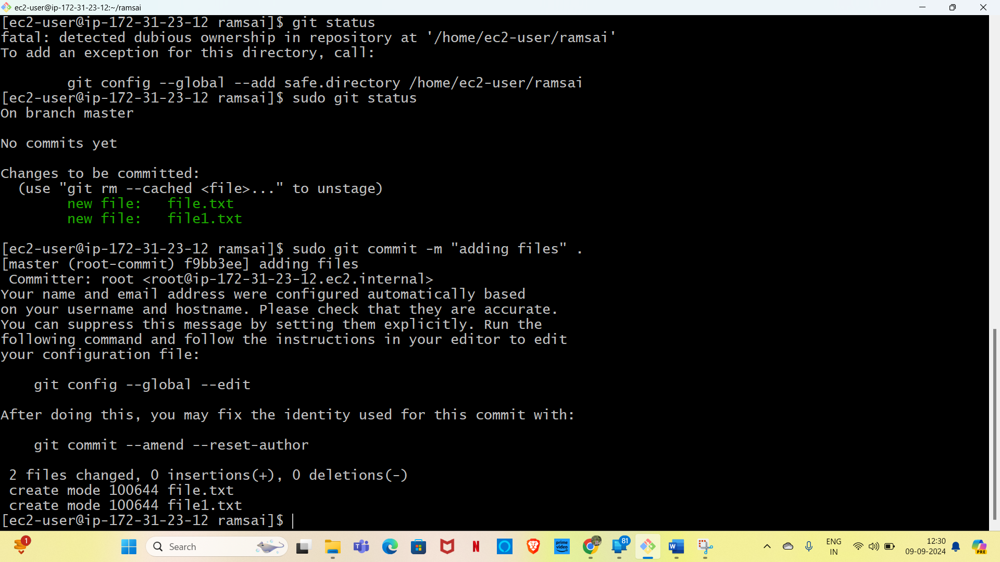 ec2-user@ip-172-31-23-12:~/ramsai
[ec2-user@ip-172-31-23-12 ramsai]$ git status
fatal: detected dubious ownership in repository at '/home/ec2-user/ramsai'
To add an exception for this directory, call:
git config --global --add safe.directory /home/ec2-user/ramsai
[ec2-user@ip-172-31-23-12 ramsai]$ sudo git status
On branch master
No commits yet
Changes to be committed:
(use "git rm --cached <file>..." to unstage)
new file:   file.txt
new file:   file1.txt
[ec2-user@ip-172-31-23-12 ramsai]$ sudo git commit -m "adding files" .
[master (root-commit) f9bb3ee] adding files
Committer: root <root@ip-172-31-23-12.ec2.internal>
Your name and email address were configured automatically based
on your username and hostname. Please check that they are accurate.
You can suppress this message by setting them explicitly. Run the
following command and follow the instructions in your editor to edit
your configuration file:
git config --global --edit
After doing this, you may fix the identity used for this commit with:
git commit --amend --reset-author
2 files changed, 0 insertions(+), 0 deletions(-)
create mode 100644 file.txt
create mode 100644 file1.txt
[ec2-user@ip-172-31-23-12 ramsai]$
1
Search
prime video
81
W
ENG
IN
12:30
09-09-2024
PRE